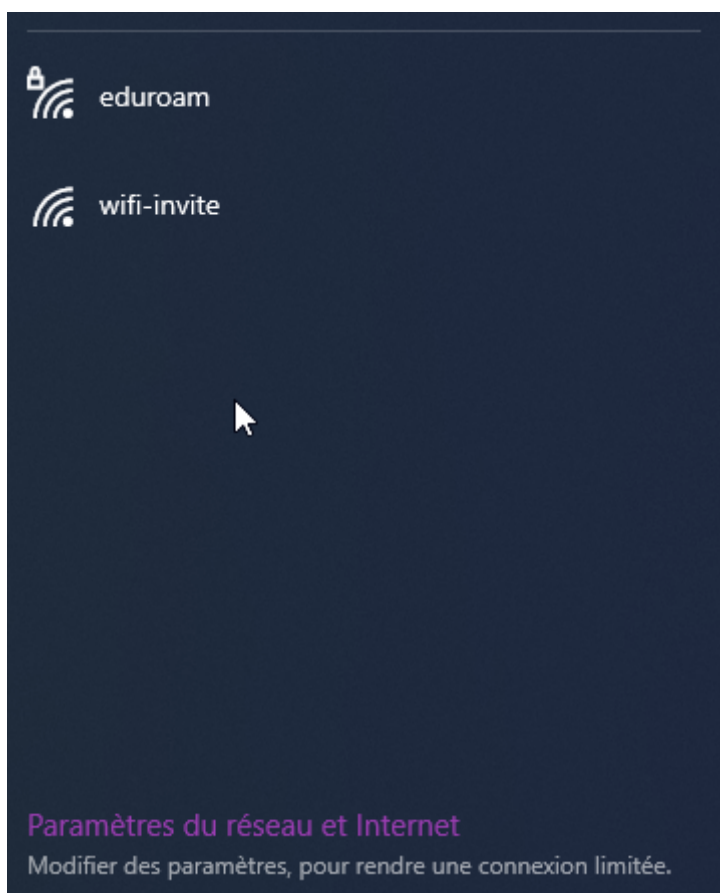 eduroam
wifi-invite
Paramètres du réseau et Internet
Modifier des paramètres, pour rendre une connexion limitée.